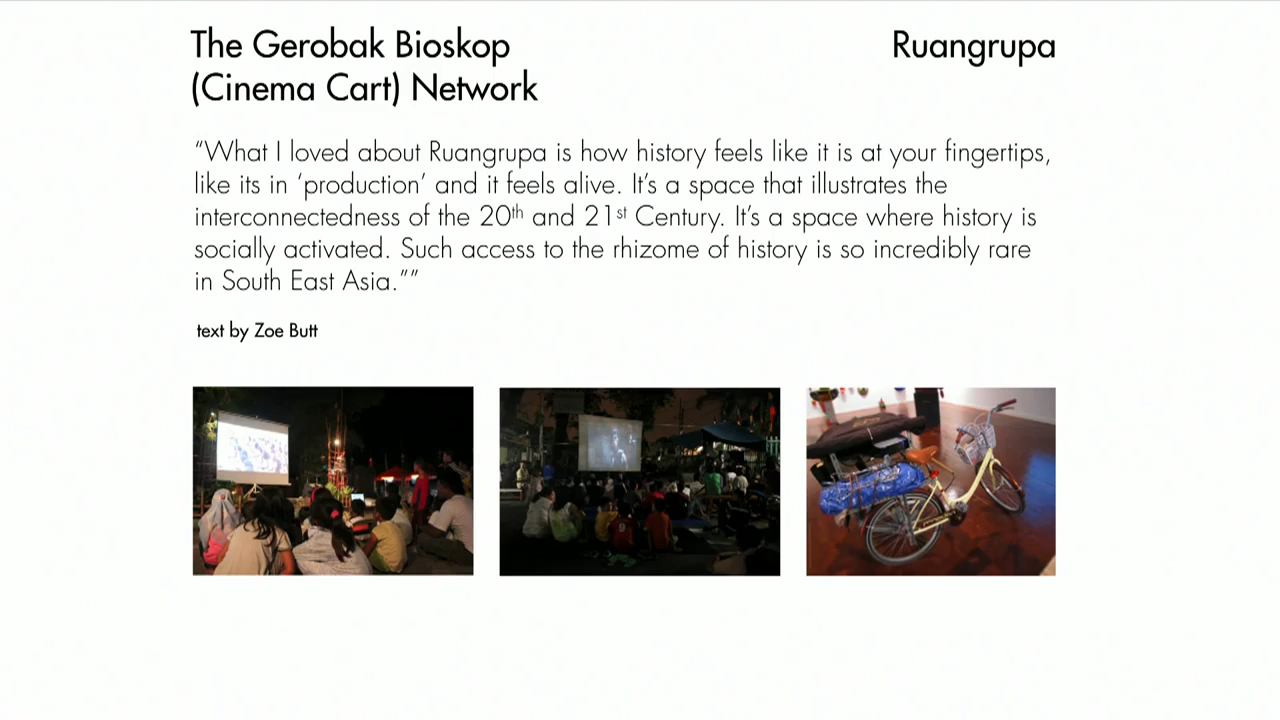 The Gerobak Bioskop
(Cinema Cart) Network
Ruangrupa
“What I loved about Ruangrupa is how history feels like it is at your fingertips,
like its in ‘production’ and it feels alive. It’s a space that illustrates the
interconnectedness of the 20th and 21st Century. It’s a space where history is
socially activated. Such access to the rhizome of history is so incredibly rare
in South East Asia.””
text by Zoe Butt